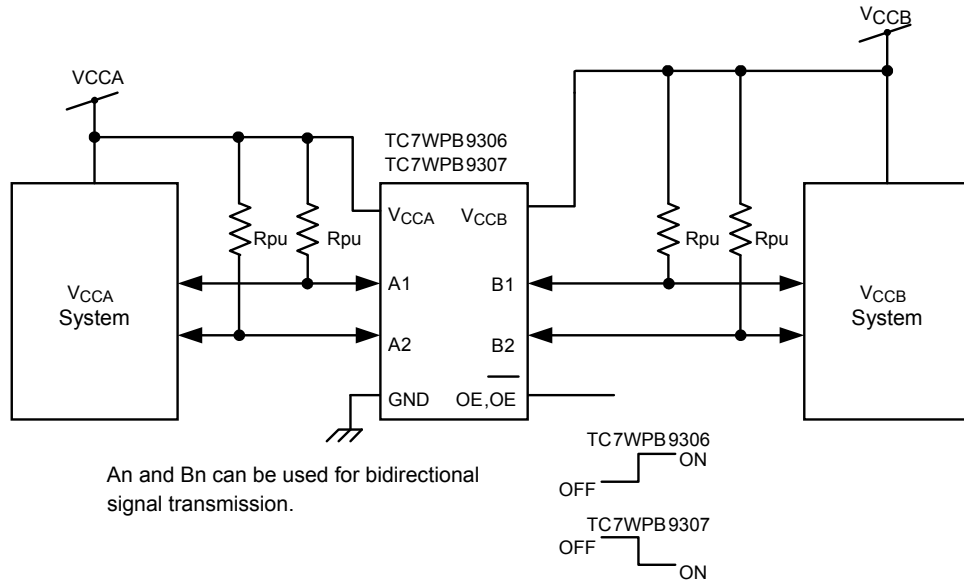 VCCB
VCCA
TC7WPB9306
TC7WPB9307
VCCA VCCB
Rpu Rpu Rpu Rpu
A1 B1
VCCA
System
VCCB
System
A2 B2
GND OE,OE
TC7WPB9306
ON
OFF
An and Bn can be used for bidirectional
signal transmission.
TC7WPB9307
OFF
ON